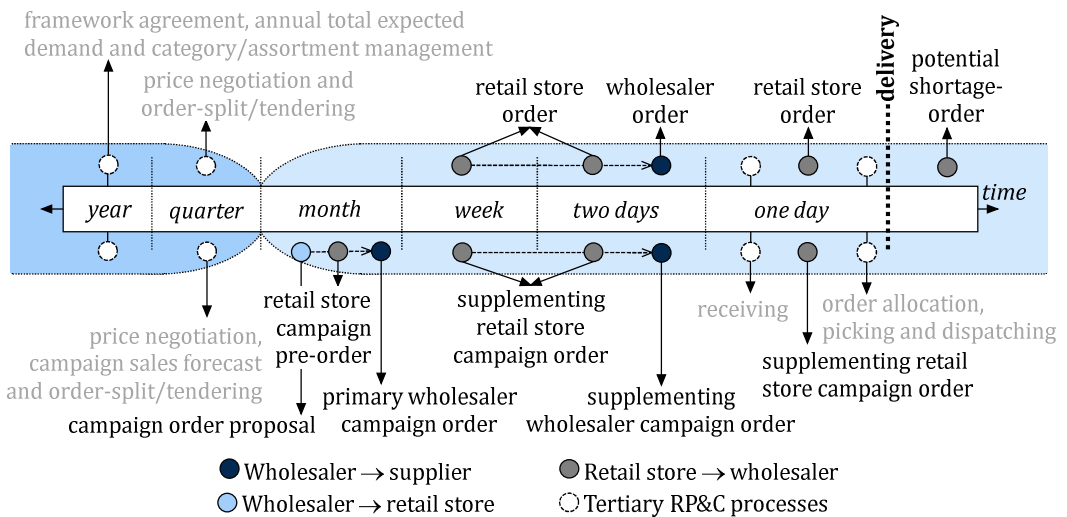 framework agreement, annual total expected
demand and category/assortment management
price negotiation and
order-split/tendering
retail store
order
wholesaler
order
retail store
order
delivery
potential
shortage-
order
time
year
quarter
month
week
two days
one day
price negotiation,
campaign sales forecast
and order-split/tendering
retail store
campaign
pre-order
campaign order proposal
primary wholesaler
campaign order
supplementing
retail store
campaign order
supplementing
wholesaler campaign order
receiving
order allocation,
picking and dispatching
supplementing retail
store campaign order
Wholesaler → supplier
Retail store → wholesaler
Wholesaler → retail store
Tertiary RP&C processes